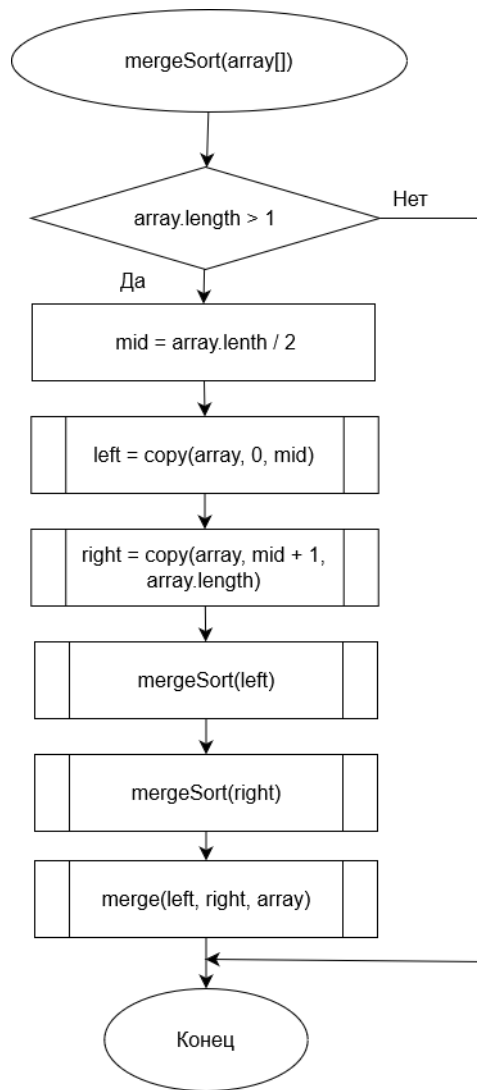 mergeSort(array[])
array.length > 1
Нет
Да
mid = array.lenth / 2
left = copy(array, 0, mid)
right = copy(array, mid + 1,
array.length)
mergeSort(left)
mergeSort(right)
merge(left, right, array)
Конец